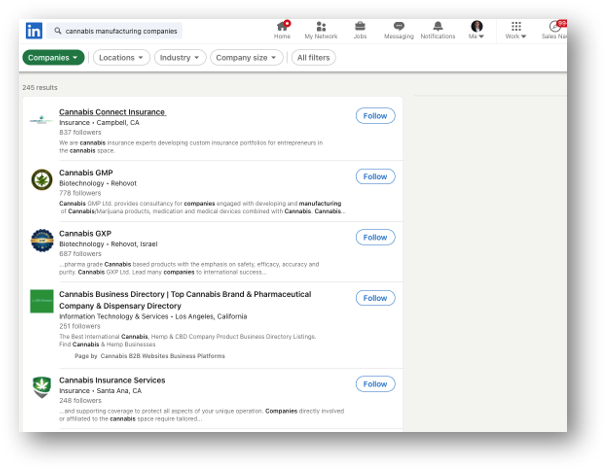 in
cannabis manufacturing companies
Home
My Network
Jobs
Messaging
Notifications
Me
Work
99+
Sales Nav
Companies
Locations
Industry
Company size
All filters
245 results
Cannabis Connect Insurance
Insurance • Campbell, CA
837 followers
We are cannabis insurance experts developing custom insurance portfolios for entrepreneurs in
the cannabis space.
Follow
Cannabis GMP
Biotechnology • Rehovot
778 followers
Cannabis GMP Ltd. provides consultancy for companies engaged with developing and manufacturing
of Cannabis/Marijuana products, medication and medical devices combined with Cannabis. Cannabis...
Follow
Cannabis GXP
Biotechnology • Rehovot, Israel
687 followers
...pharma grade Cannabis based products with the emphasis on safety, efficacy, accuracy and
purity. Cannabis GXP Ltd. Lead many companies to international success...
Follow
Cannabis Business Directory | Top Cannabis Brand & Pharmaceutical
Company & Dispensary Directory
Information Technology & Services • Los Angeles, California
251 followers
The Best International Cannabis, Hemp & CBD Company Product Business Directory Listings.
Find Cannabis & Hemp Businesses
Page by Cannabis B2B Websites Business Platforms
Follow
Cannabis Insurance Services
Insurance • Santa Ana, CA
248 followers
...and supporting coverage to protect all aspects of your unique operation. Companies directly involved
or affiliated to the cannabis space require tailored...
Follow